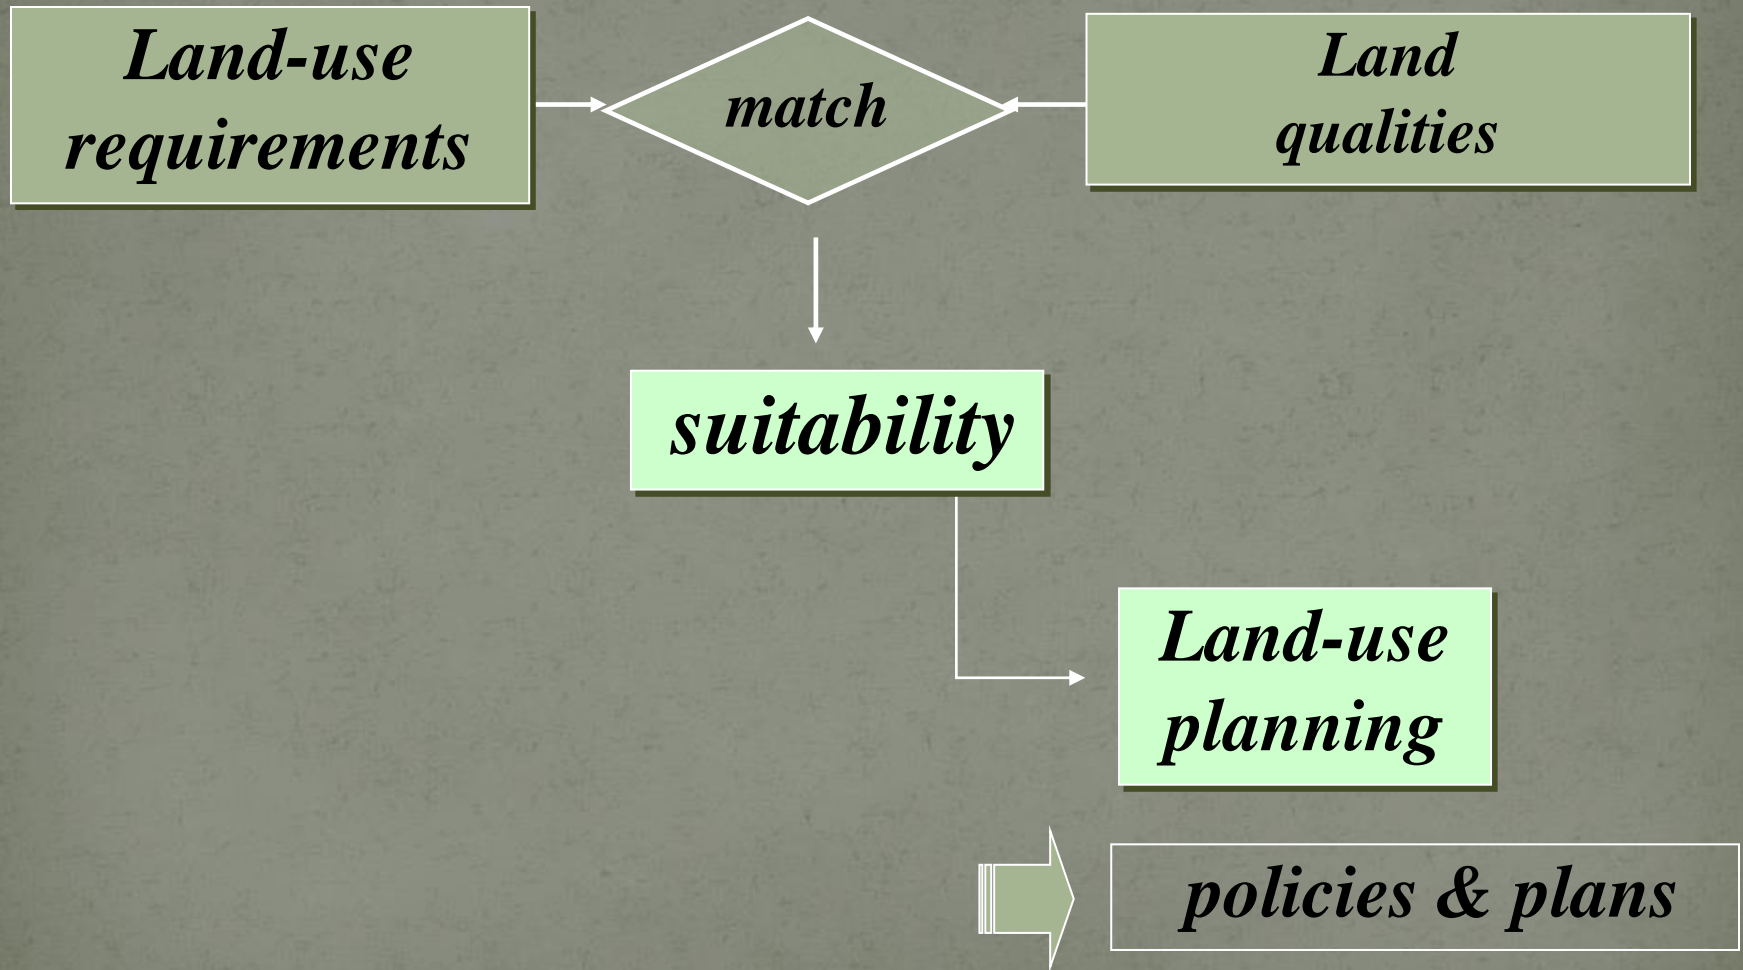 Land-use
requirements
match
Land
qualities
suitability
Land-use
planning
policies & plans